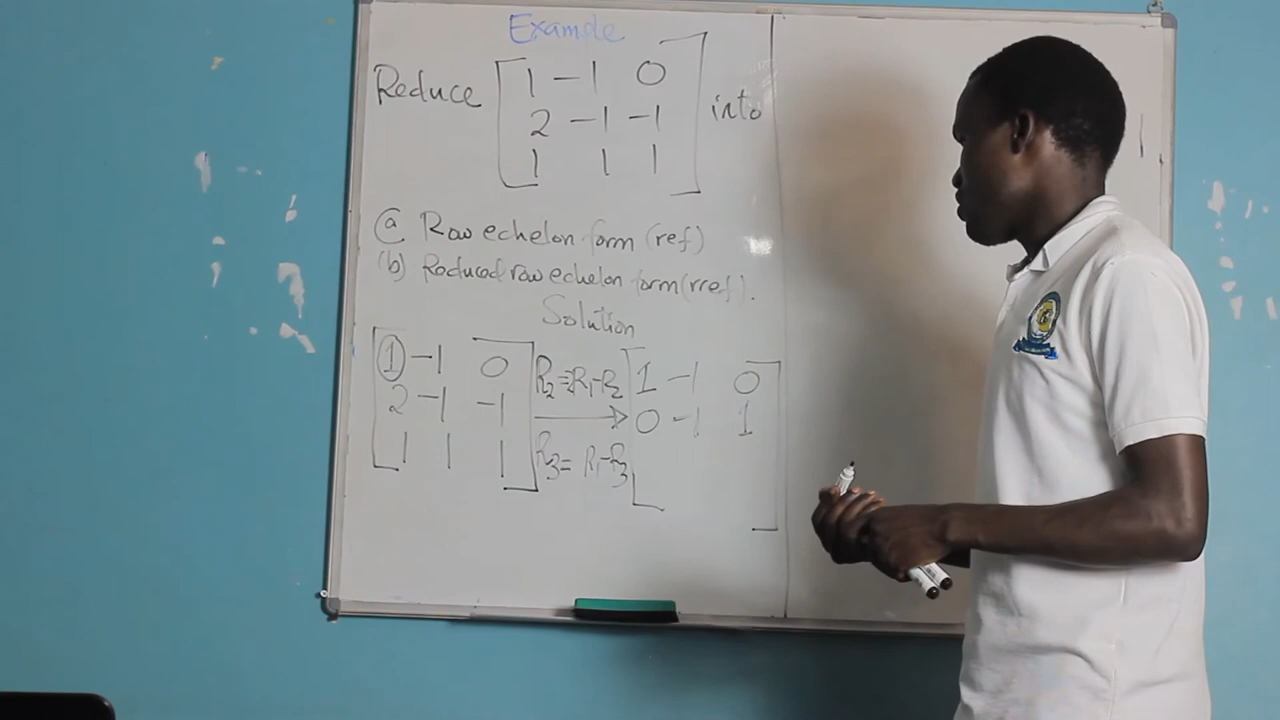 Example
Reduce [1 -1 0] into
2 -1 -1
1 1 1
(a) Row echelon form (ref)
(b) Reduced row echelon form (rref).
Solution
1 -1 0 R2=2R1-R2 1 -1 0
2 -1 -1 0 -1 1
1 1 1 R3= R1-R3